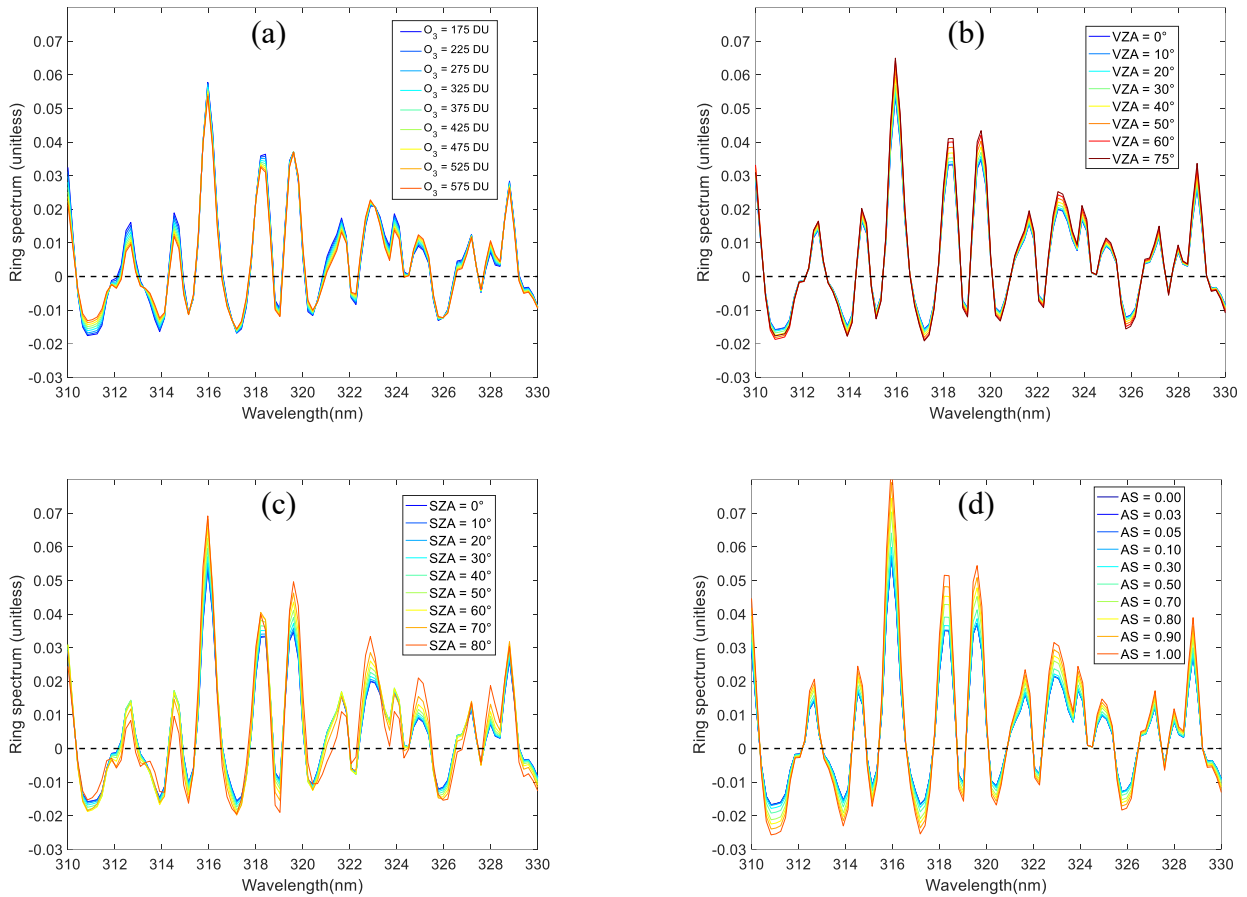 (a)
O3 = 175 DU
O3 = 225 DU
O3 = 275 DU
O3 = 325 DU
O3 = 375 DU
O3 = 425 DU
O3 = 475 DU
O3 = 525 DU
O3 = 575 DU
Ring spectrum (unitless)
0.07
0.06
0.05
0.04
0.03
0.02
0.01
0
-0.01
-0.02
-0.03
310 312 314 316 318 320 322 324 326 328 330
Wavelength(nm)
(b)
VZA = 0°
VZA = 10°
VZA = 20°
VZA = 30°
VZA = 40°
VZA = 50°
VZA = 60°
VZA = 75°
Ring spectrum (unitless)
0.07
0.06
0.05
0.04
0.03
0.02
0.01
0
-0.01
-0.02
-0.03
310 312 314 316 318 320 322 324 326 328 330
Wavelength(nm)
(c)
SZA = 0°
SZA = 10°
SZA = 20°
SZA = 30°
SZA = 40°
SZA = 50°
SZA = 60°
SZA = 70°
SZA = 80°
Ring spectrum (unitless)
0.07
0.06
0.05
0.04
0.03
0.02
0.01
0
-0.01
-0.02
-0.03
310 312 314 316 318 320 322 324 326 328 330
Wavelength(nm)
(d)
AS = 0.00
AS = 0.03
AS = 0.05
AS = 0.10
AS = 0.30
AS = 0.50
AS = 0.70
AS = 0.80
AS = 0.90
AS = 1.00
Ring spectrum (unitless)
0.07
0.06
0.05
0.04
0.03
0.02
0.01
0
-0.01
-0.02
-0.03
310 312 314 316 318 320 322 324 326 328 330
Wavelength(nm)